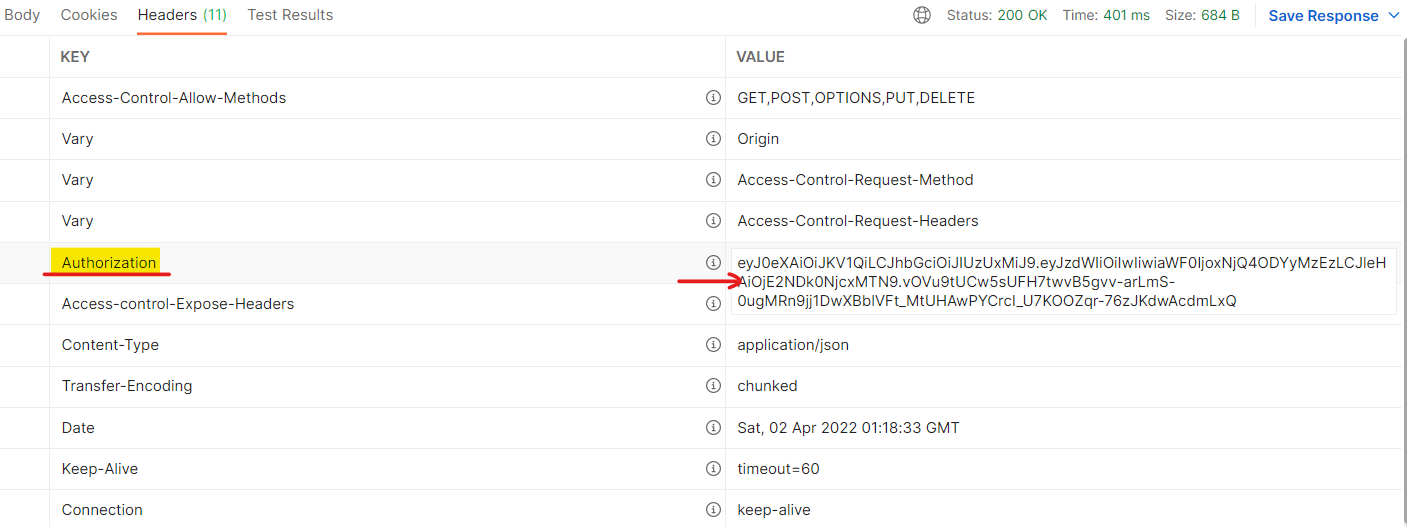 Body Cookies Headers (11) Test Results Status: 200 OK Time: 401 ms Size: 684 B Save Response
KEY VALUE
Access-Control-Allow-Methods GET,POST,OPTIONS,PUT,DELETE
Vary Origin
Vary Access-Control-Request-Method
Vary Access-Control-Request-Headers
Authorization eyJ0eXAiOiJKV1QiLCJhbGciOiJIUzUxMiJ9.eyJzdWIiOiIwIiwiaWF0IjoxNjQ4ODYyMzEzLCJleH
AiOjE2NDk0NjcxMTN9.vOVu9tUCw5sUFH7twvB5gvv-arLmS-
0ugMRn9jj1DwXBbIVFt_MtUHAwPYCrcI_U7KOOZqr-76zJKdwAcdmLxQ
Access-control-Expose-Headers
Content-Type application/json
Transfer-Encoding chunked
Date Sat, 02 Apr 2022 01:18:33 GMT
Keep-Alive timeout=60
Connection keep-alive